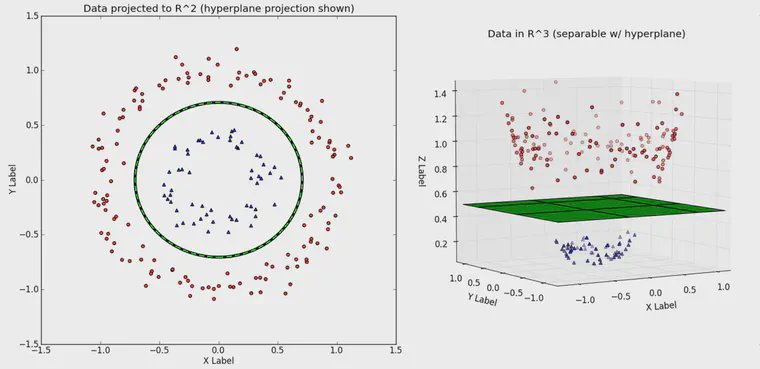 Data projected to R^2 (hyperplane projection shown)
1.5
1.0
0.5
0.0
−0.5
−1.0
−1.5
−1.5 −1.0 −0.5 0.0 0.5 1.0 1.5
X Label
Y Label
Data in R^3 (separable w/ hyperplane)
1.4
1.2
1.0
0.8
0.6
0.4
0.2
Z Label
1.0 0.5 0.0 −0.5 −1.0
Y Label
−1.0 −0.5 0.0 0.5 1.0
X Label